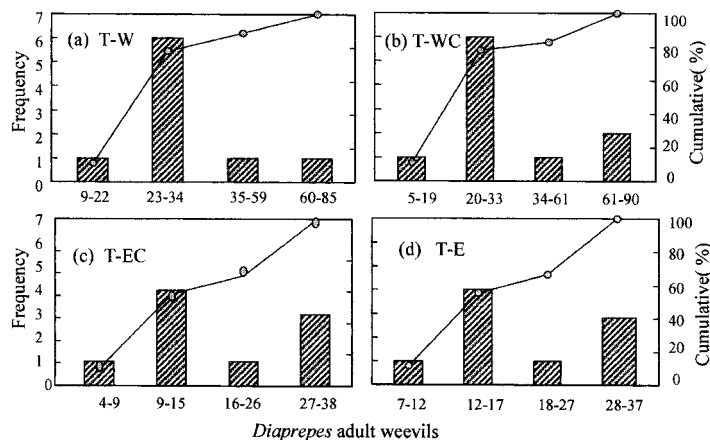 7
6
5
4
3
2
1
0
Frequency
(a) T-W
9-22 23-34 35-59 60-85
(b) T-WC
5-19 20-33 34-61 61-90
100
80
60
40
20
0
Cumulative( %)
7
6
5
4
3
2
1
0
Frequency
(c) T-EC
4-9 9-15 16-26 27-38
(d) T-E
7-12 12-17 18-27 28-37
100
80
60
40
20
0
Cumulative( %)
Diaprepes adult weevils